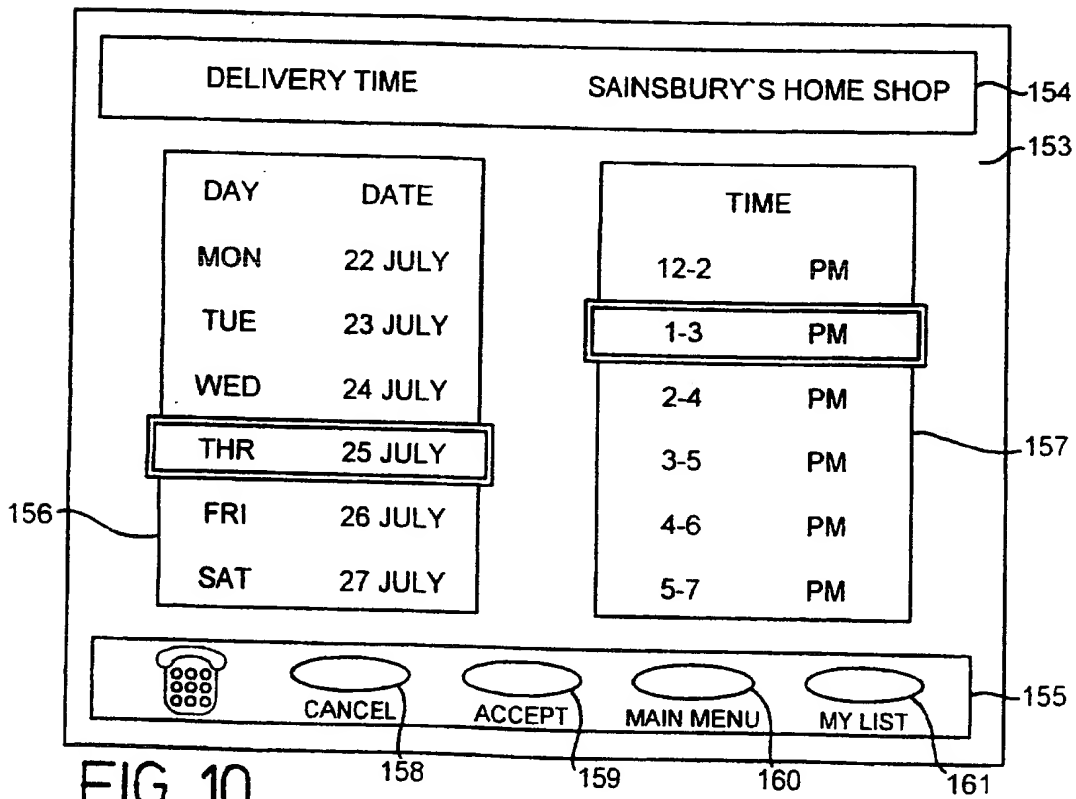 DELIVERY TIME SAINSBURY`S HOME SHOP
154
153
DAY DATE
MON 22 JULY
TUE 23 JULY
WED 24 JULY
THR 25 JULY
FRI 26 JULY
SAT 27 JULY
156
TIME
12-2 PM
1-3 PM
2-4 PM
3-5 PM
4-6 PM
5-7 PM
157
CANCEL ACCEPT MAIN MENU MY LIST
155
158 159 160 161
FIG. 10